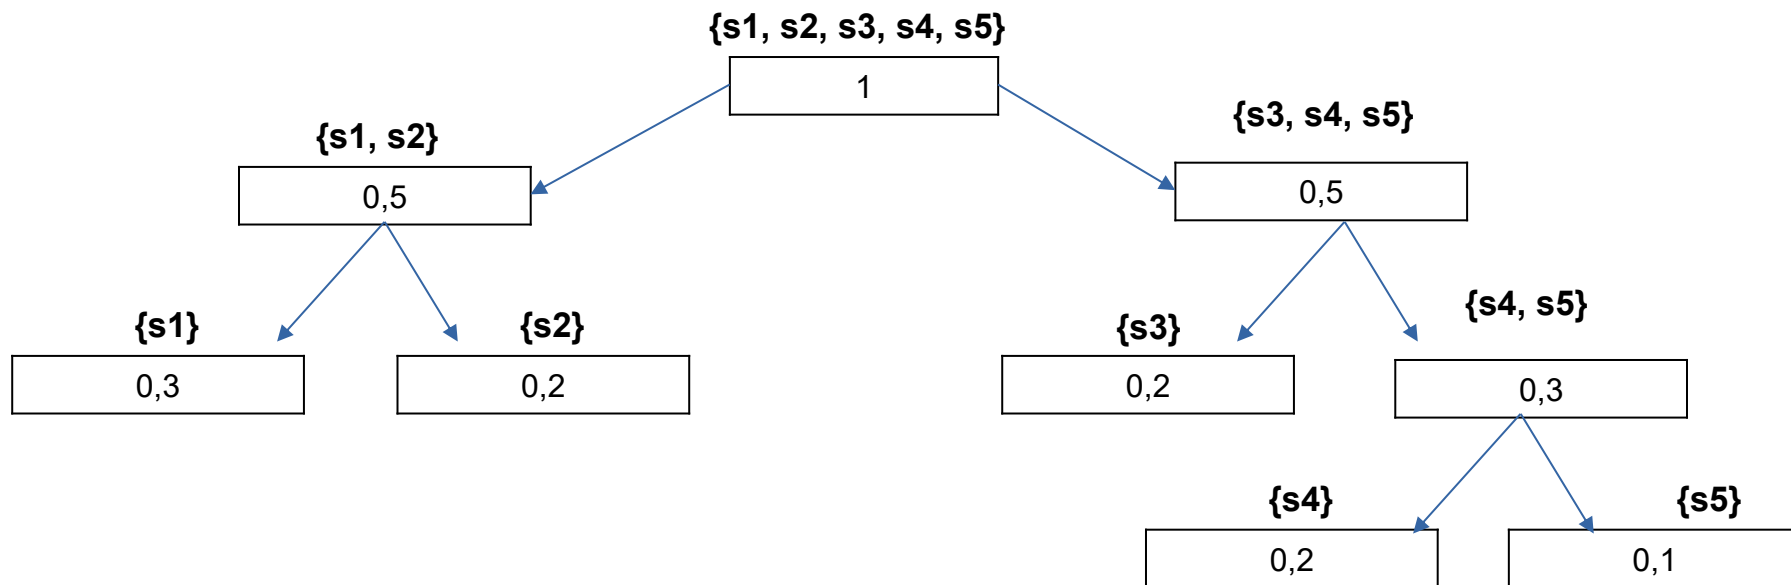 {s1, s2, s3, s4, s5}
1
{s1, s2}
0,5
{s3, s4, s5}
0,5
{s1}
0,3
{s2}
0,2
{s3}
0,2
{s4, s5}
0,3
{s4}
0,2
{s5}
0,1